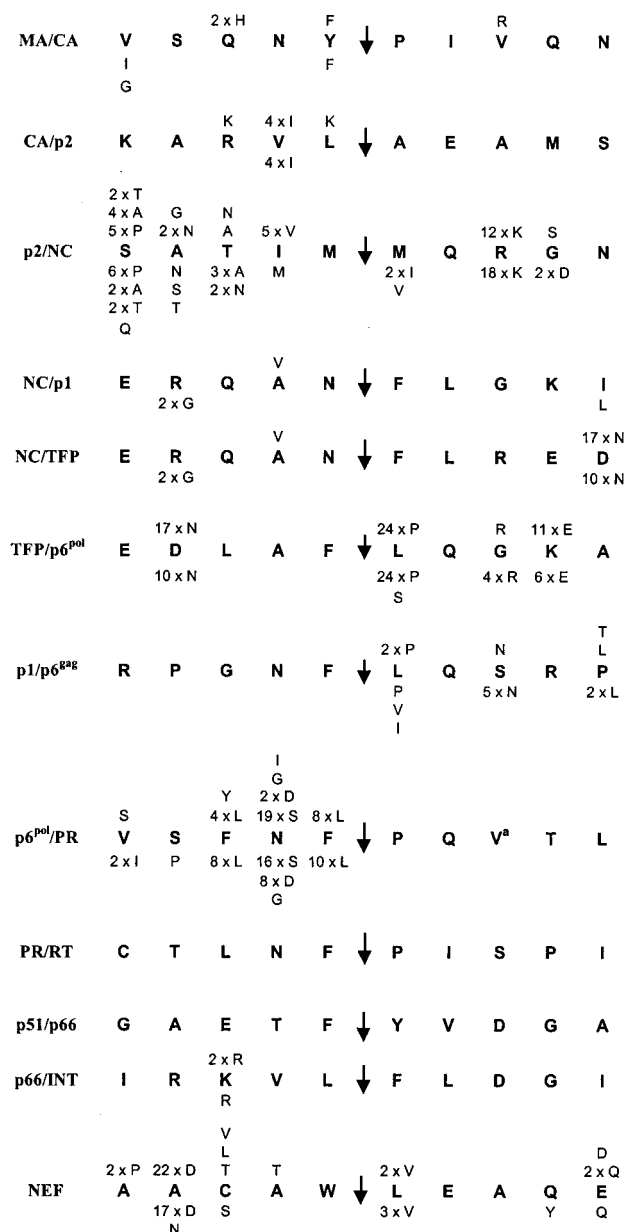 2 x H F R
MA/CA V S Q N Y ↓ P I V Q N
I F
G
K 4 x I K
CA/p2 K A R V L ↓ A E A M S
4 x I
2 x T
4 x A G N
5 x P 2 x N A 5 x V 12 x K S
p2/NC S A T I M ↓ M Q R G N
6 x P N 3 x A M 2 x I 18 x K 2 x D
2 x A S 2 x N V
2 x T T
Q
V
NC/p1 E R Q A N ↓ F L G K I
2 x G L
V 17 x N
NC/TFP E R Q A N ↓ F L R E D
2 x G 10 x N
17 x N 24 x P R 11 x E
TFP/p6pol E D L A F ↓ L Q G K A
10 x N 24 x P 4 x R 6 x E
S
T
2 x P N L
p1/p6gag R P G N F ↓ L Q S R P
P 5 x N 2 x L
V
I
I
G
Y 2 x D
S 4 x L 19 x S 8 x L
p6pol/PR V S F N F ↓ P Q Va T L
2 x I P 8 x L 16 x S 10 x L
8 x D
G
PR/RT C T L N F ↓ P I S P I
p51/p66 G A E T F ↓ Y V D G A
2 x R
p66/INT I R K V L ↓ F L D G I
R
V
L D
2 x P 22 x D T T 2 x V 2 x Q
NEF A A C A W ↓ L E A Q E
17 x D S 3 x V Y Q
N